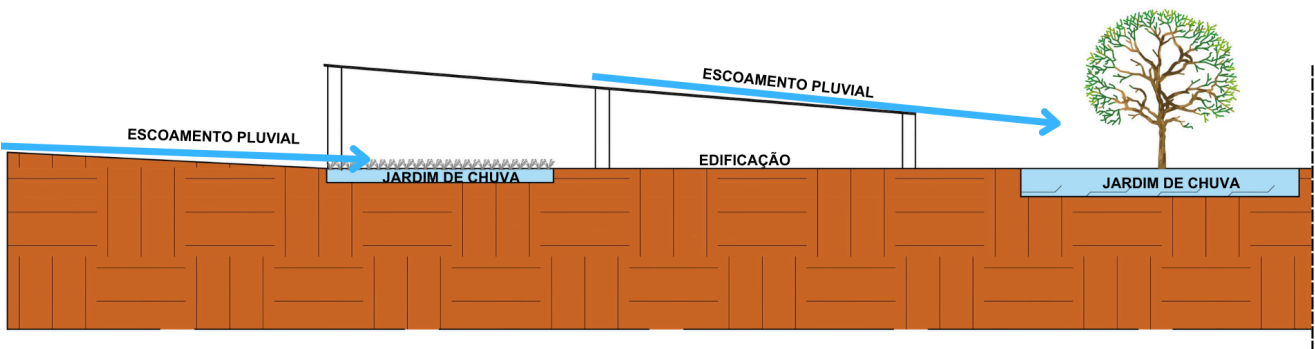 ESCOAMENTO PLUVIAL
ESCOAMENTO PLUVIAL
EDIFICAÇÃO
JARDIM DE CHUVA
JARDIM DE CHUVA